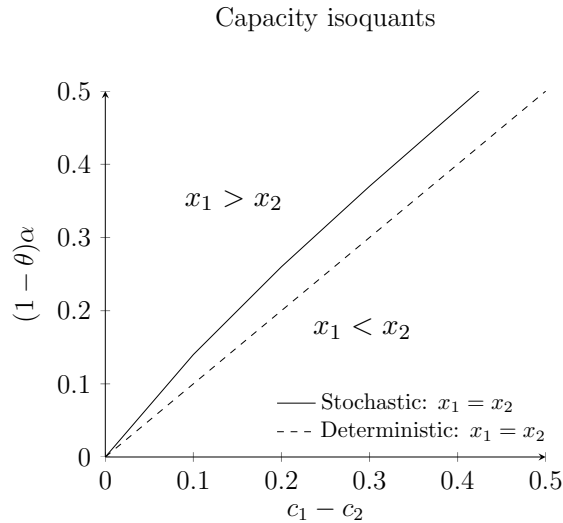 Capacity isoquants
0.5
0.4
0.3
0.2
0.1
0
(1 − θ)α
x₁ > x₂
x₁ < x₂
Stochastic: x₁ = x₂
Deterministic: x₁ = x₂
0 0.1 0.2 0.3 0.4 0.5
c₁ − c₂